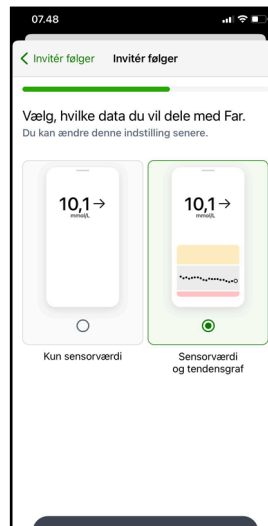 07.48
Invitér følger
Invitér følger
Vælg, hvilke data du vil dele med Far.
Du kan ændre denne indstilling senere.
10,1→
mmol/L
10,1→
mmol/L
Kun sensorværdi
Sensorværdi
og tendensgraf